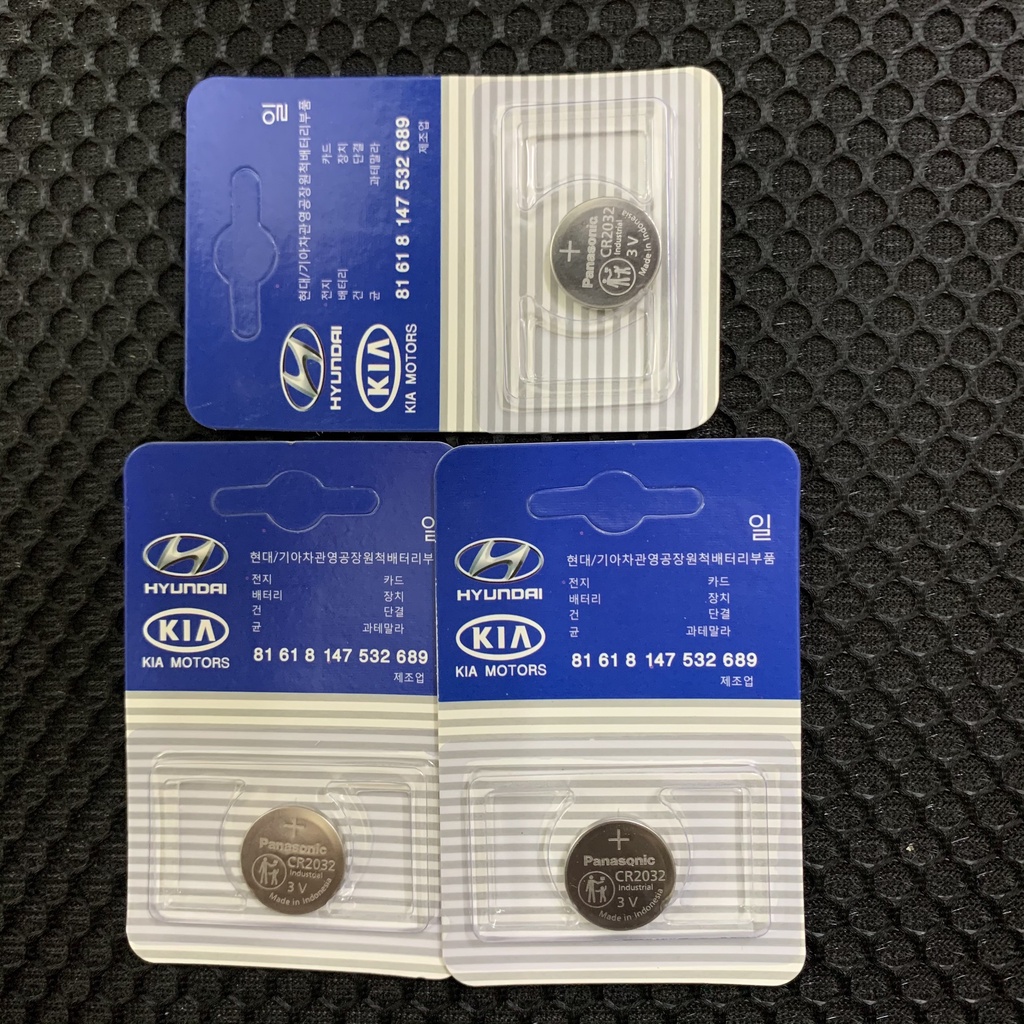 일
현대/기아차관영공장원척배터리부품
전지 카드
배터리 장치
건 단결
균 과테말라
81 61 8 147 532 689
제조업
HYUNDAI
KIA
KIA MOTORS
+
Panasonic
CR2032
Industrial
3 V
Made in Indonesia
일
현대/기아차관영공장원척배터리부
전지 카드
배터리 장치
건 단결
균 과테말라
81 61 8 147 532 689
제조업
HYUNDAI
KIA
KIA MOTORS
+
Panasonic
CR2032
Industrial
3 V
Made in Indonesia
일
현대/기아차관영공장원척배터리부품
전지 카드
배터리 장치
건 단결
균 과테말라
81 61 8 147 532 689
제조업
HYUNDAI
KIA
KIA MOTORS
+
Panasonic
CR2032
Industrial
3 V
Made in Indonesia